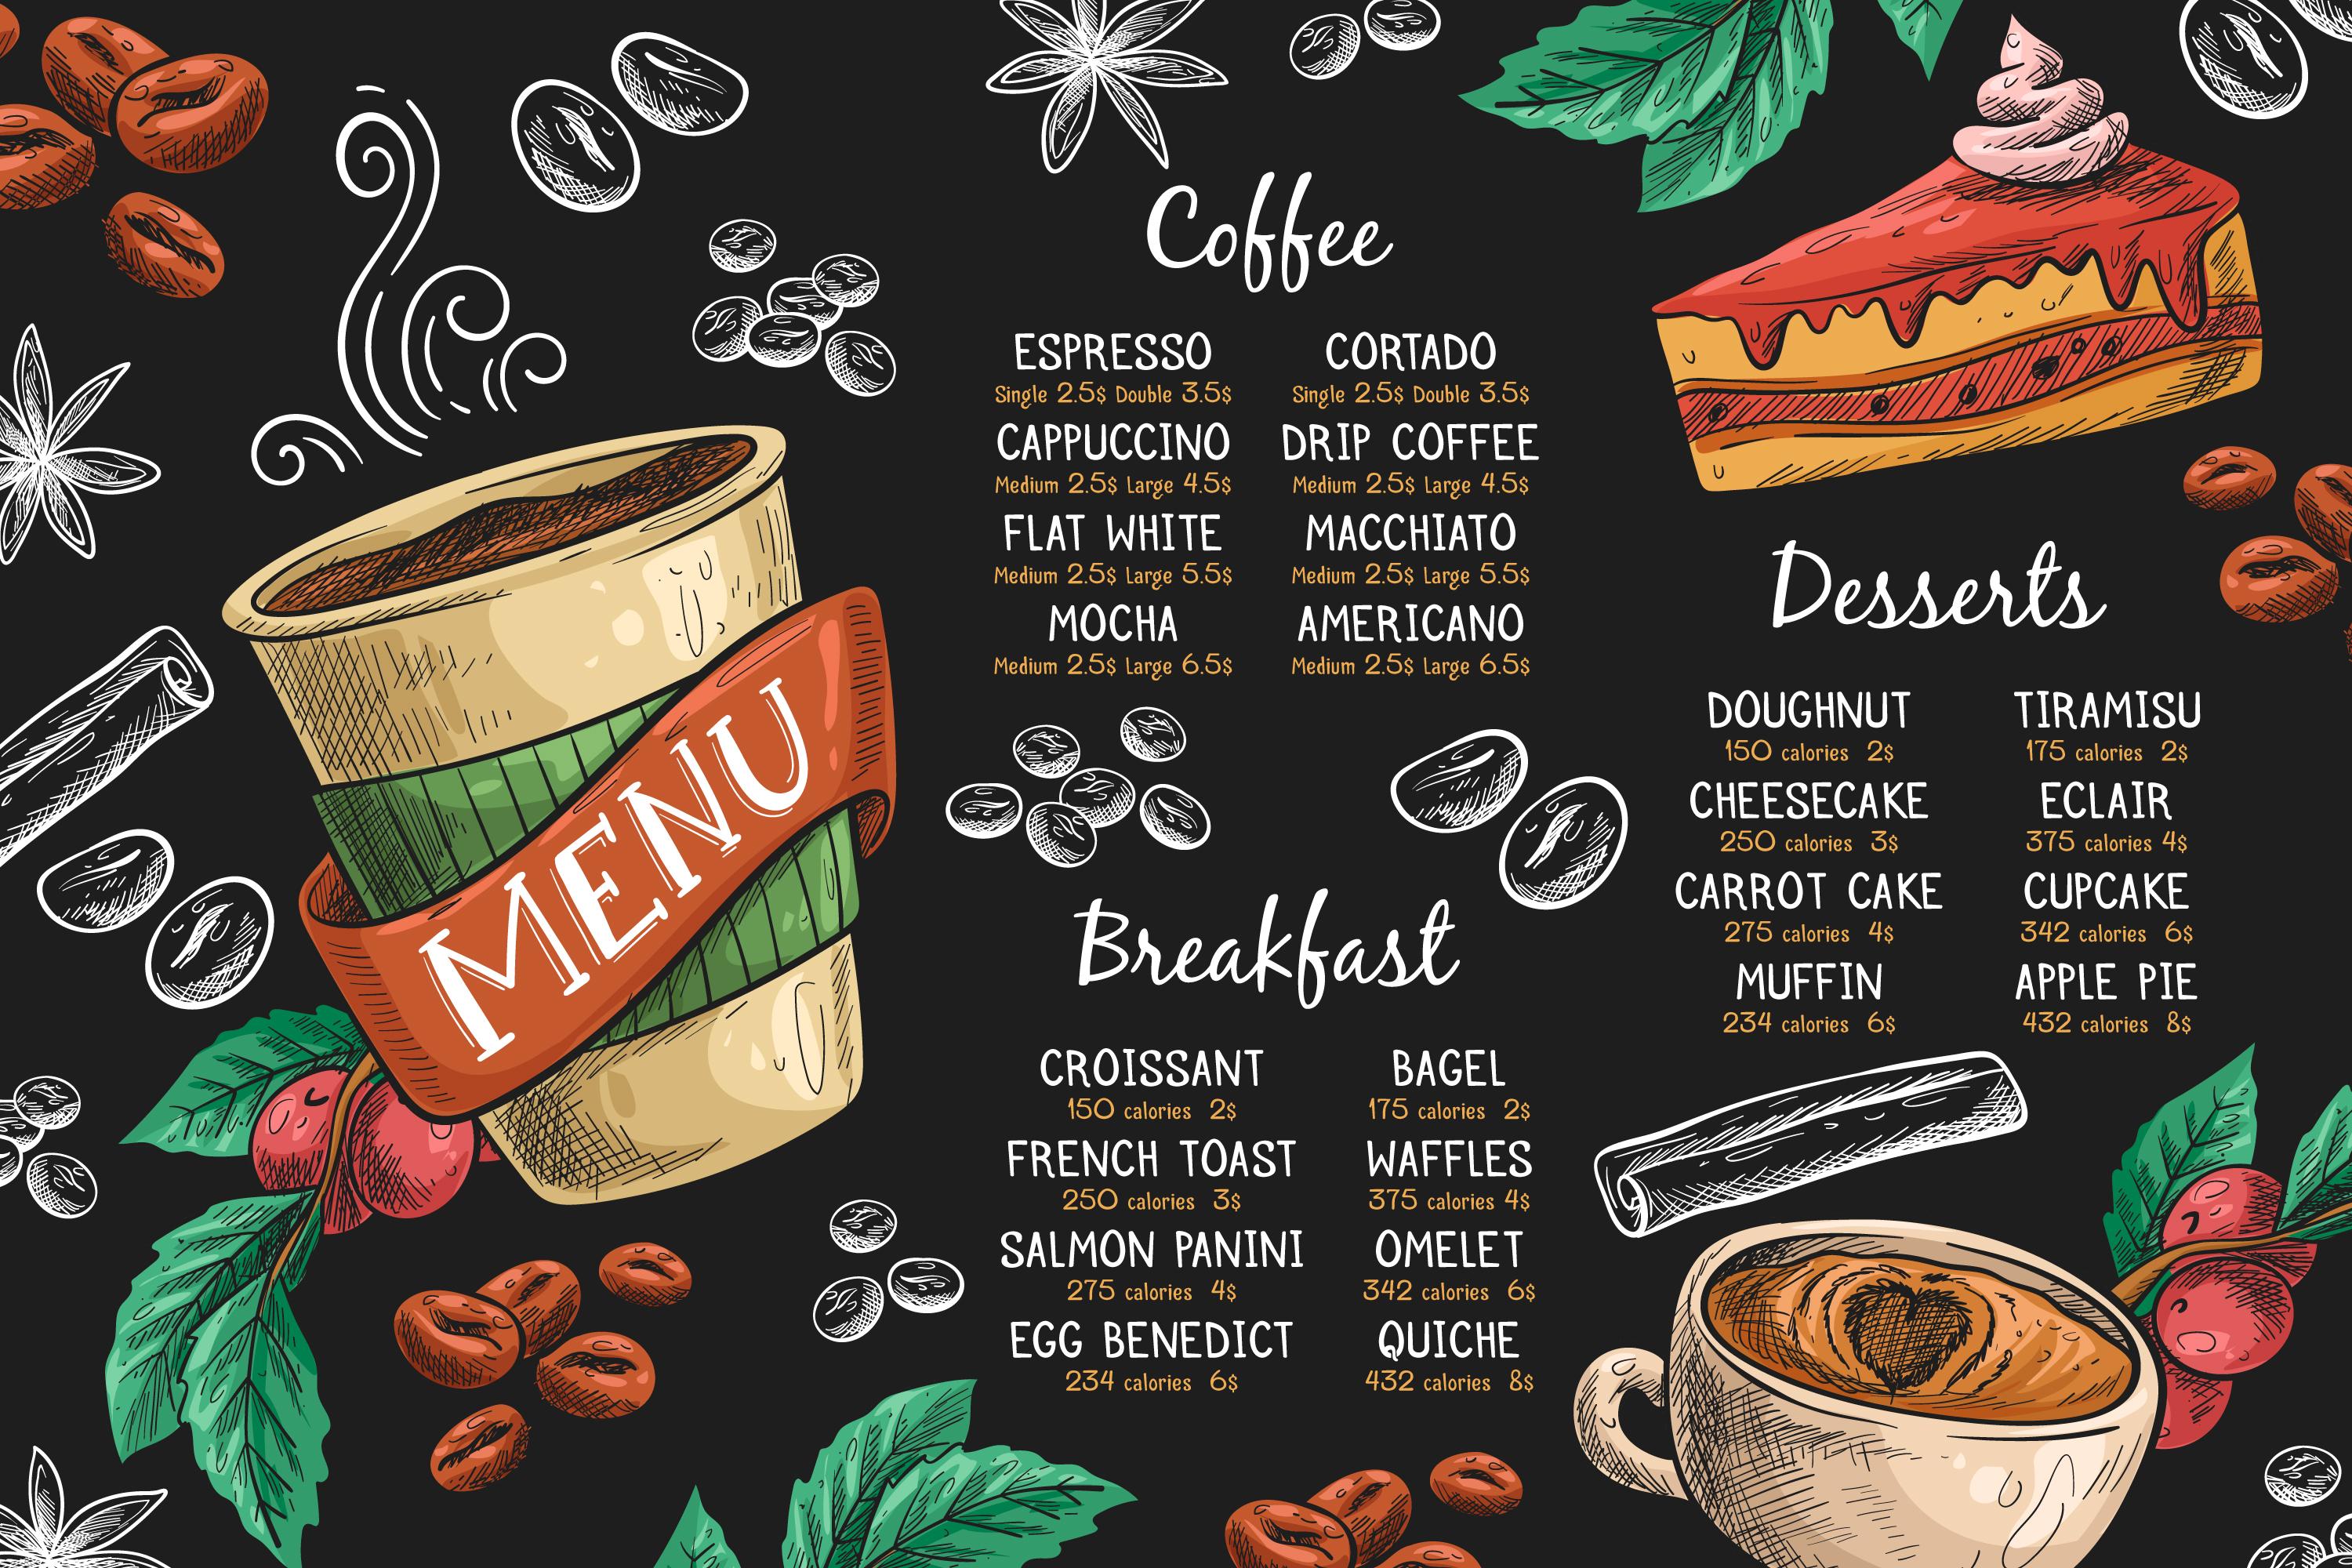 MENU
Coffee
ESPRESSO
Single 2.5$ Double 3.5$
CAPPUCCINO
Medium 2.5$ Large 4.5$
FLAT WHITE
Medium 2.5$ Large 5.5$
MOCHA
Medium 2.5$ Large 6.5$
CORTADO
Single 2.5$ Double 3.5$
DRIP COFFEE
Medium 2.5$ Large 4.5$
MACCHIATO
Medium 2.5$ Large 5.5$
AMERICANO
Medium 2.5$ Large 6.5$
Breakfast
CROISSANT
150 calories 2$
FRENCH TOAST
250 calories 3$
SALMON PANINI
275 calories 4$
EGG BENEDICT
234 calories 6$
BAGEL
175 calories 2$
WAFFLES
375 calories 4$
OMELET
342 calories 6$
QUICHE
432 calories 8$
Desserts
DOUGHNUT
150 calories 2$
CHEESECAKE
250 calories 3$
CARROT CAKE
275 calories 4$
MUFFIN
234 calories 6$
TIRAMISU
175 calories 2$
ECLAIR
375 calories 4$
CUPCAKE
342 calories 6$
APPLE PIE
432 calories 8$